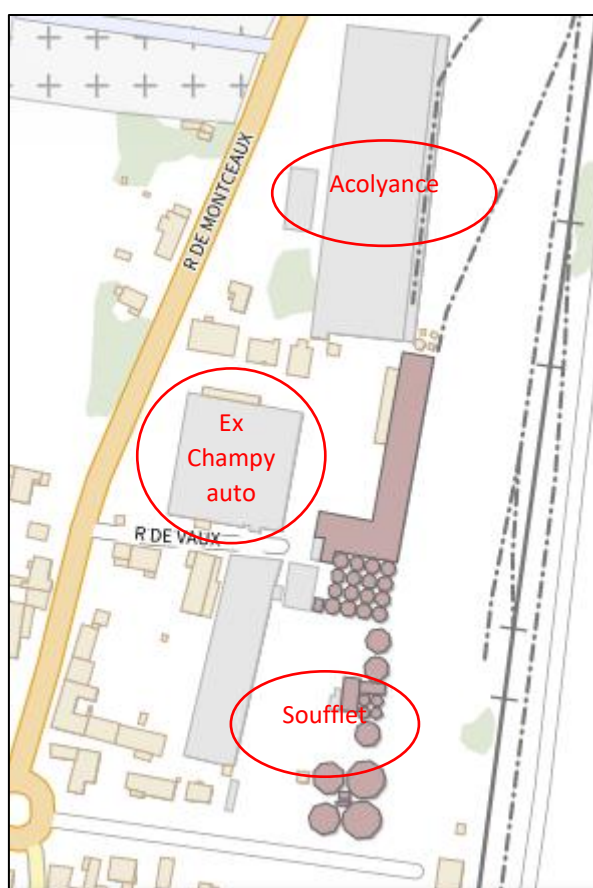 Acolyance
R DE MONTCEAUX
Ex
Champy
auto
R DE VAUX
Soufflet